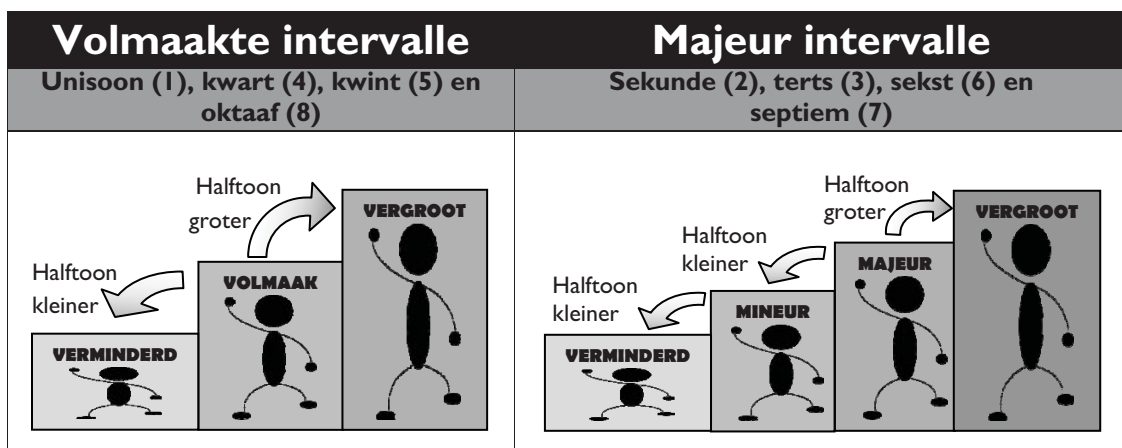 Volmaakte intervalle
Unisoon (1), kwart (4), kwint (5) en
oktaaf (8)
Halftoon
groter
VERGROOT
Halftoon
kleiner
VOLMAAK
VERMINDERD
Majeur intervalle
Sekunde (2), terts (3), sekst (6) en
septiem (7)
Halftoon
groter
VERGROOT
Halftoon
kleiner
MAJEUR
Halftoon
kleiner
MINEUR
VERMINDERD